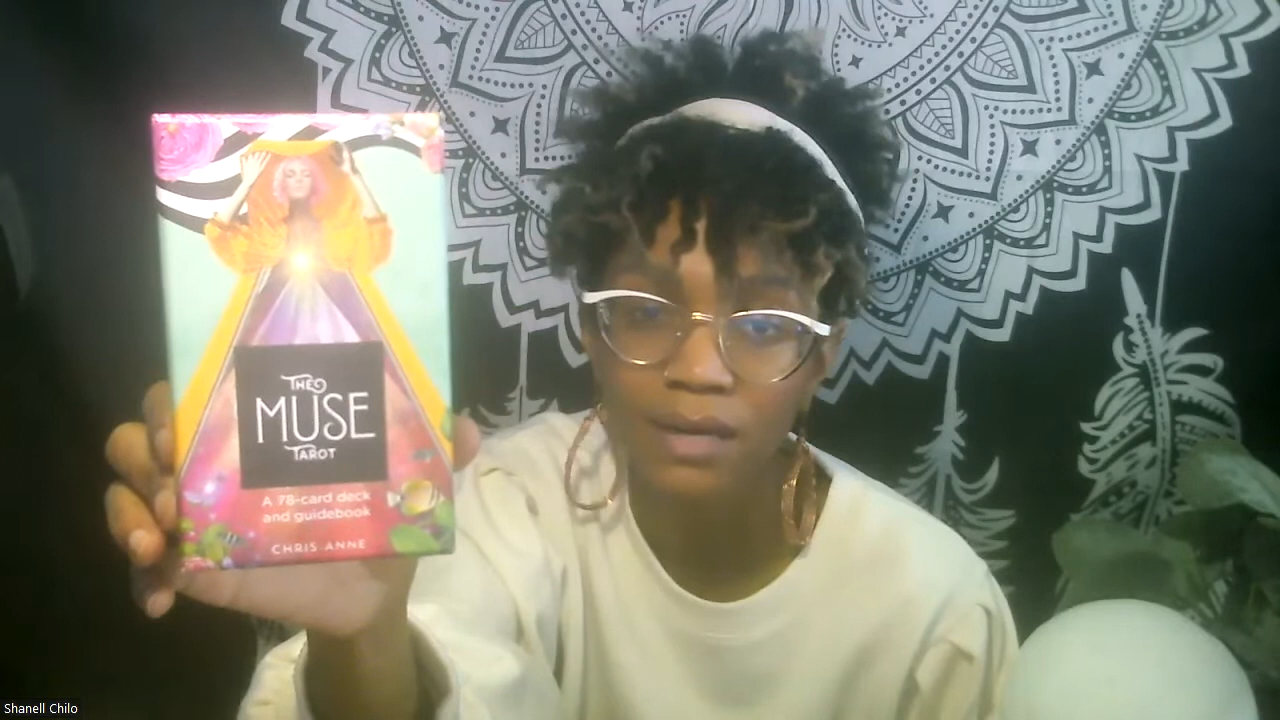 THE
MUSE
TAROT
A 78-card deck
and guidebook
CHRIS ANNE
Shanell Chilo